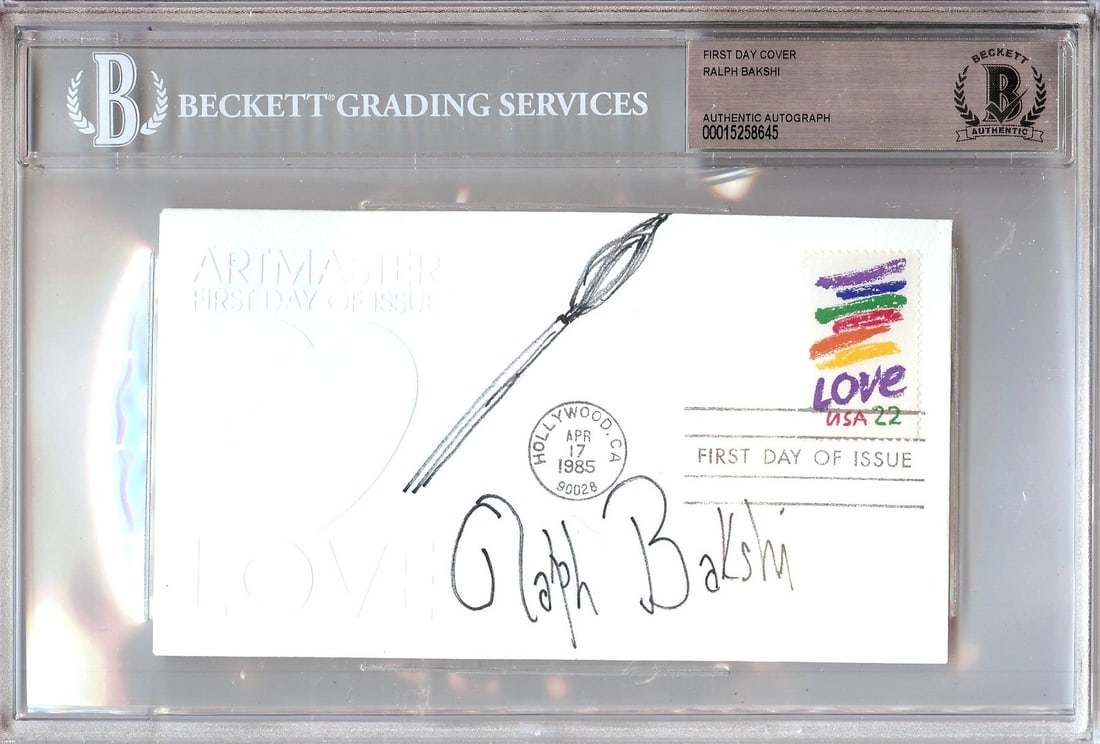 B
BECKETT® GRADING SERVICES
FIRST DAY COVER
RALPH BAKSHI
AUTHENTIC AUTOGRAPH
00015258645
BECKETT
B
AUTHENTIC
ARTMASTER
FIRST DAY OF ISSUE
LOVE
USA 22
HOLLYWOOD, CA
APR
17
1985
90028
FIRST DAY OF ISSUE
Ralph Bakshi
LOVE